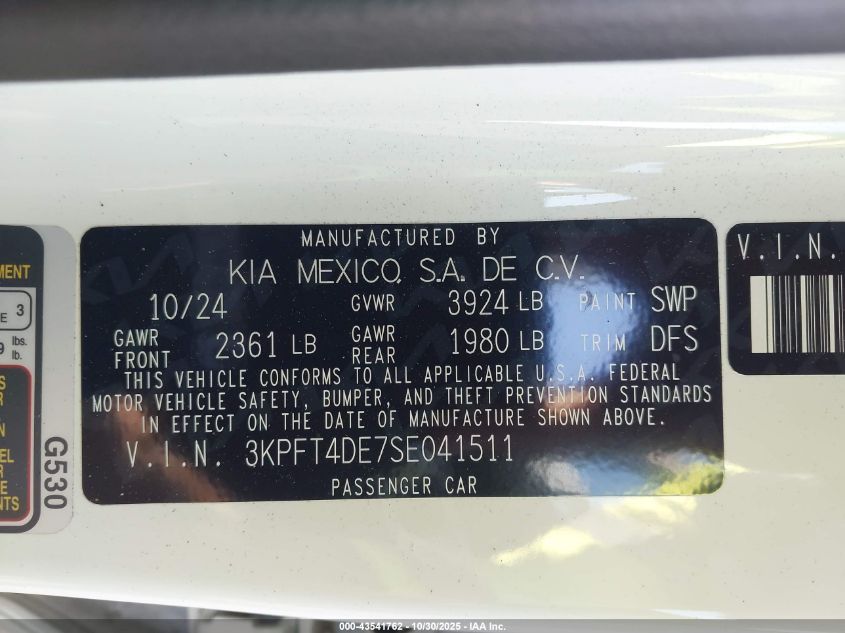 MANUFACTURED BY
KIA MEXICO, S.A. DE C.V.
10/24 GVWR 3924 LB PAINT SWP
GAWR FRONT 2361 LB GAWR REAR 1980 LB TRIM DFS
THIS VEHICLE CONFORMS TO ALL APPLICABLE U.S.A. FEDERAL
MOTOR VEHICLE SAFETY, BUMPER, AND THEFT PREVENTION STANDARDS
IN EFFECT ON THE DATE OF MANUFACTURE SHOWN ABOVE.
V.I.N. 3KPFT4DE7SE041511
PASSENGER CAR
V.I.N.
G530
3
lbs.
lb.
000-43541762 - 10/30/2025 - IAA Inc.